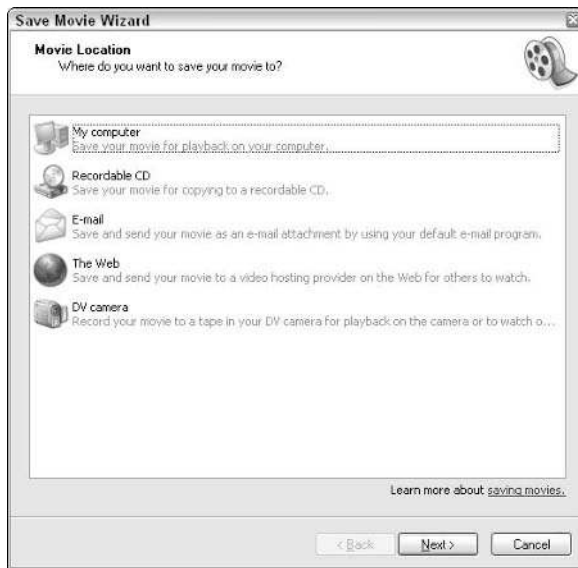 Save Movie Wizard
Movie Location
Where do you want to save your movie to?
My computer
Save your movie for playback on your computer.
Recordable CD
Save your movie for copying to a recordable CD.
E-mail
Save and send your movie as an e-mail attachment by using your default e-mail program.
The Web
Save and send your movie to a video hosting provider on the Web for others to watch.
DV camera
Record your movie to a tape in your DV camera for playback on the camera or to watch o...
Learn more about saving movies.
< Back
Next >
Cancel